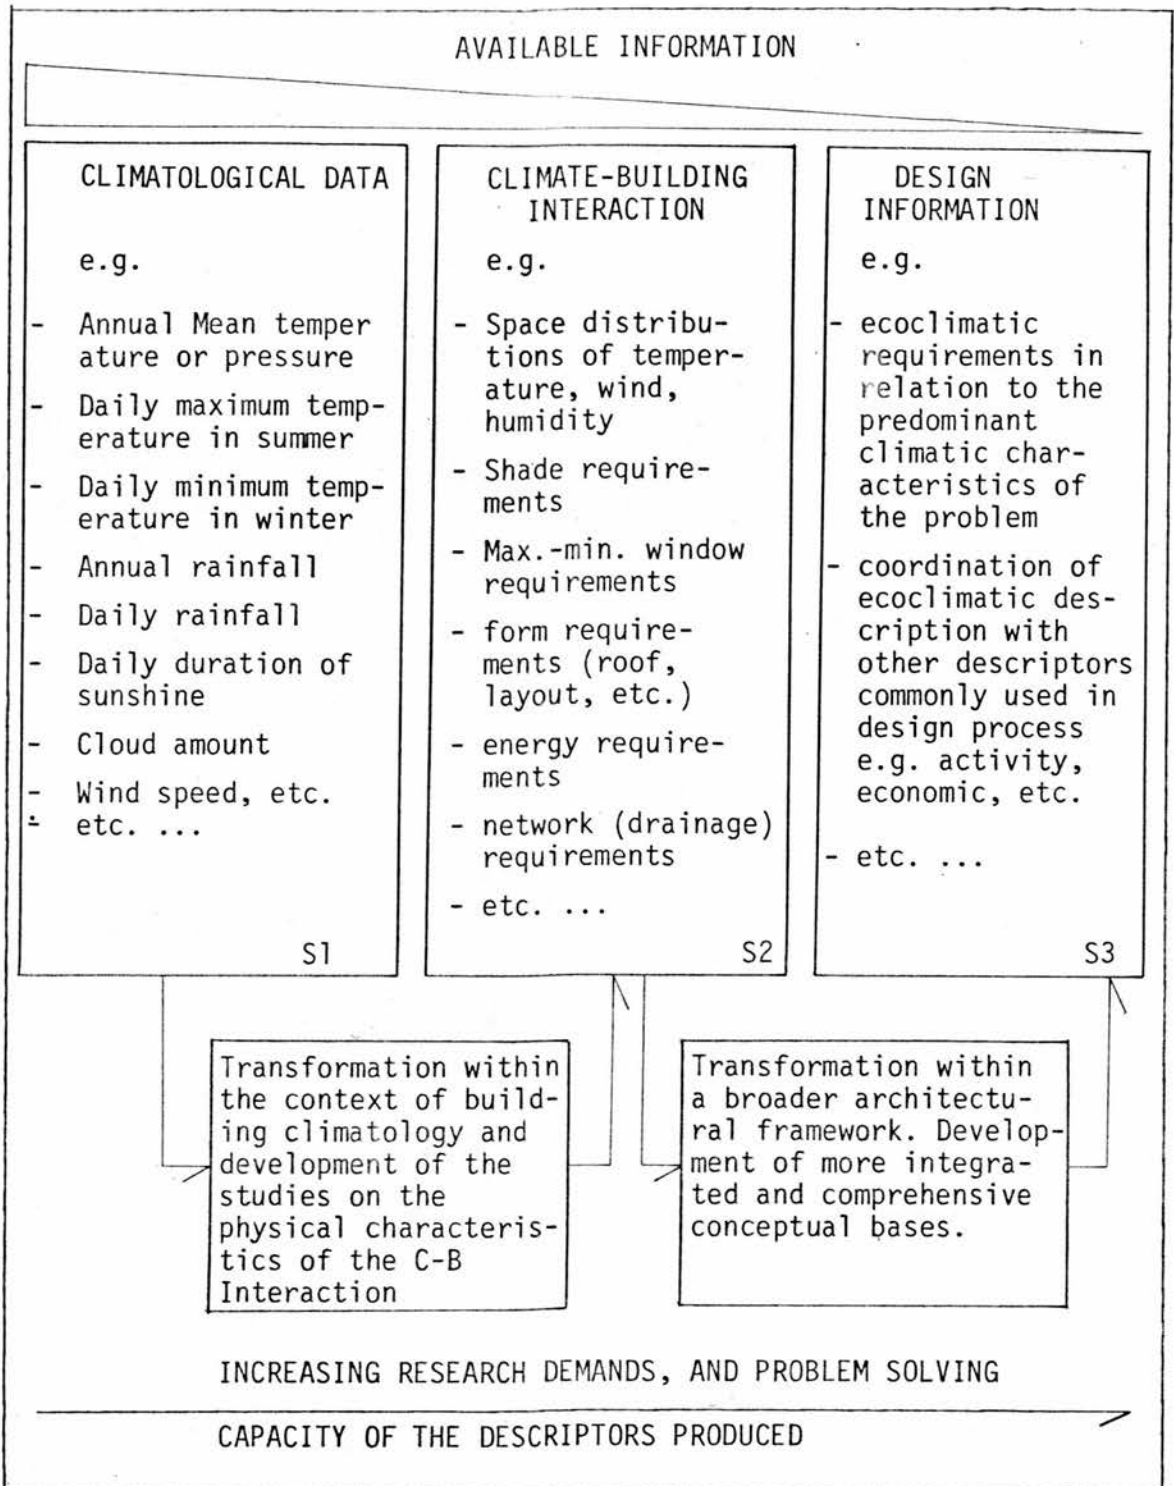 AVAILABLE INFORMATION
CLIMATOLOGICAL DATA
e.g.
- Annual Mean temper
ature or pressure
- Daily maximum temp-
erature in summer
- Daily minimum temp-
erature in winter
- Annual rainfall
- Daily rainfall
- Daily duration of
sunshine
- Cloud amount
- Wind speed, etc.
- etc. ...
S1
CLIMATE-BUILDING
INTERACTION
e.g.
- Space distribu-
tions of temper-
ature, wind,
humidity
- Shade require-
ments
- Max.-min. window
requirements
- form require-
ments (roof,
layout, etc.)
- energy require-
ments
- network (drainage)
requirements
- etc. ...
S2
DESIGN
INFORMATION
e.g.
- ecoclimatic
requirements in
relation to the
predominant
climatic char-
acteristics of
the problem
- coordination of
ecoclimatic des-
cription with
other descriptors
commonly used in
design process
e.g. activity,
economic, etc.
- etc. ...
S3
Transformation within
the context of build-
ing climatology and
development of the
studies on the
physical characteris-
tics of the C-B
Interaction
Transformation within
a broader architectu-
ral framework. Develop-
ment of more integra-
ted and comprehensive
conceptual bases.
INCREASING RESEARCH DEMANDS, AND PROBLEM SOLVING
CAPACITY OF THE DESCRIPTORS PRODUCED